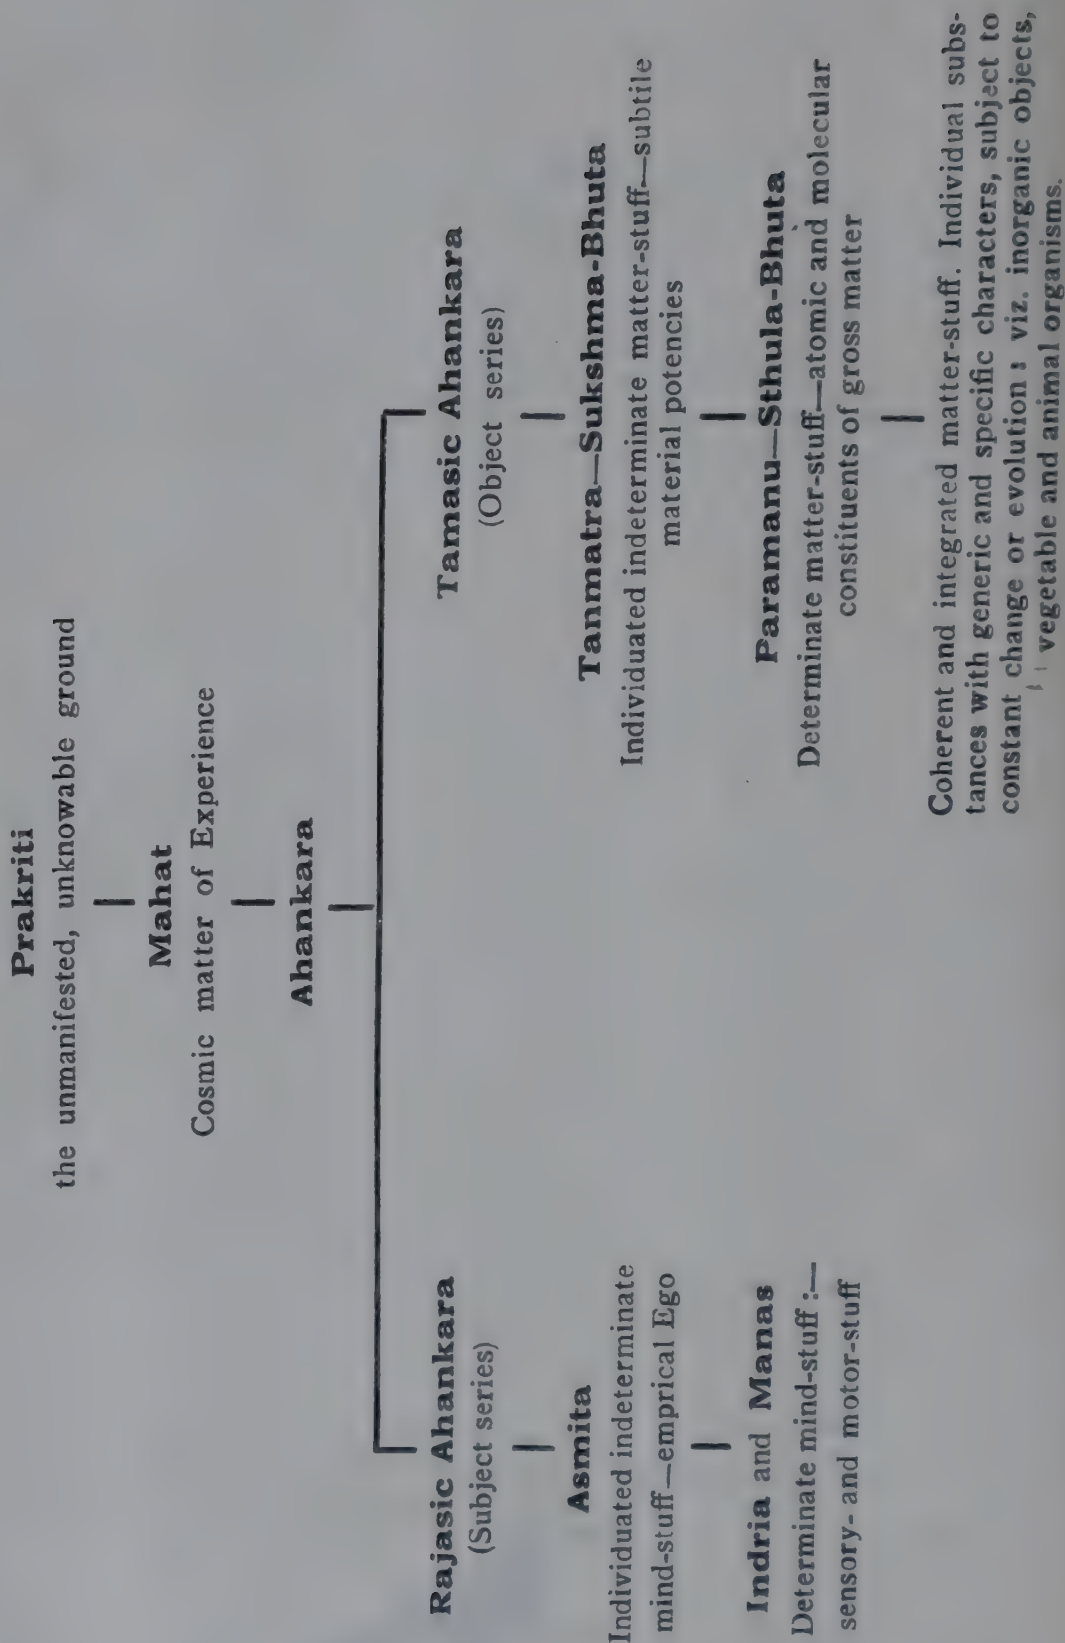 Prakriti
the unmanifested, unknowable ground
Mahat
Cosmic matter of Experience
Ahankara
Rajasic Ahankara
(Subject series)
Asmita
Individuated indeterminate
mind-stuff—emprical Ego
Indria and Manas
Determinate mind-stuff :—
sensory- and motor-stuff
Tamasic Ahankara
(Object series)
Tanmatra—Sukshma-Bhuta
Individuated indeterminate matter-stuff—subtile
material potencies
Paramanu—Sthula-Bhuta
Determinate matter-stuff—atomic and molecular
constituents of gross matter
Coherent and integrated matter-stuff. Individual subs-
tances with generic and specific characters, subject to
constant change or evolution : viz. inorganic objects,
vegetable and animal organisms.